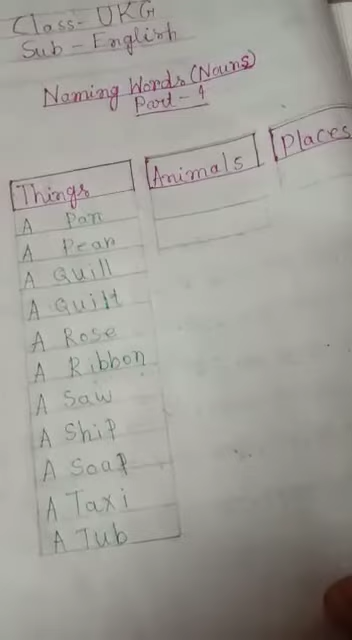 Class- UKG
Sub - English
Naming Words (Nouns)
Part - 1
Things
Animals
Places
A Pan
A Pean
A Quill
A Quilt
A Rose
A Ribbon
A Saw
A Ship
A Soap
A Taxi
A Tub